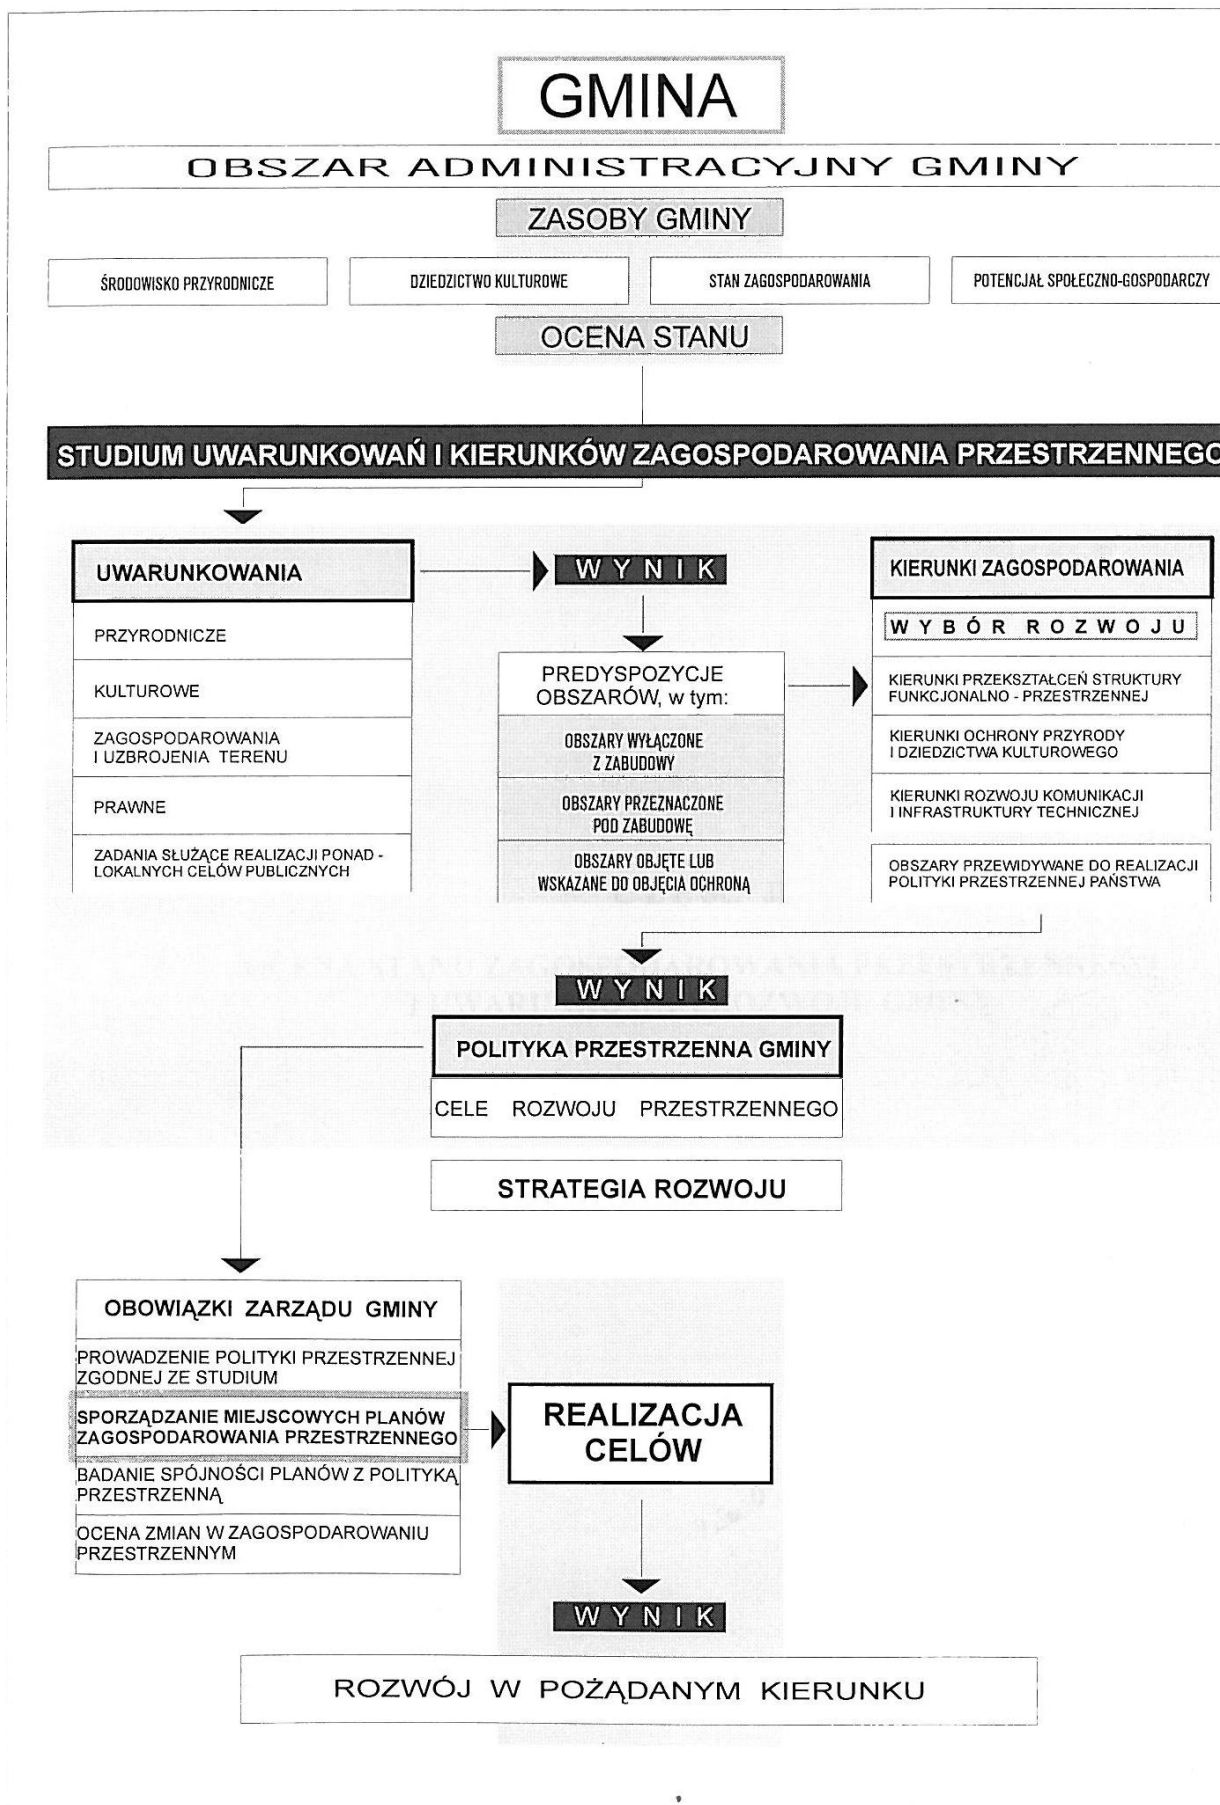 GMINA
OBSZAR ADMINISTRACYJNY GMINY
ZASOBY GMINY
ŚRODOWISKO PRZYRODNICZE
DZIEDZICTWO KULTUROWE
STAN ZAGOSPODAROWANIA
POTENCJAŁ SPOŁECZNO-GOSPODARCZY
OCENA STANU
STUDIUM UWARUNKOWAŃ I KIERUNKÓW ZAGOSPODAROWANIA PRZESTRZENNEGO
UWARUNKOWANIA
PRZYRODNICZE
KULTUROWE
ZAGOSPODAROWANIA
I UZBROJENIA TERENU
PRAWNE
ZADANIA SŁUŻĄCE REALIZACJI PONAD -
LOKALNYCH CELÓW PUBLICZNYCH
WYNIK
PREDYSPOZYCJE
OBSZARÓW, w tym:
OBSZARY WYŁĄCZONE
Z ZABUDOWY
OBSZARY PRZEZNACZONE
POD ZABUDOWĘ
OBSZARY OBJĘTE LUB
WSKAZANE DO OBJĘCIA OCHRONĄ
KIERUNKI ZAGOSPODAROWANIA
WYBÓR ROZWOJU
KIERUNKI PRZEKSZTAŁCEŃ STRUKTURY
FUNKCJONALNO - PRZESTRZENNEJ
KIERUNKI OCHRONY PRZYRODY
I DZIEDZICTWA KULTUROWEGO
KIERUNKI ROZWOJU KOMUNIKACJI
I INFRASTRUKTURY TECHNICZNEJ
OBSZARY PRZEWIDYWANE DO REALIZACJI
POLITYKI PRZESTRZENNEJ PAŃSTWA
WYNIK
POLITYKA PRZESTRZENNA GMINY
CELE ROZWOJU PRZESTRZENNEGO
STRATEGIA ROZWOJU
OBOWIĄZKI ZARZĄDU GMINY
PROWADZENIE POLITYKI PRZESTRZENNEJ
ZGODNEJ ZE STUDIUM
SPORZĄDZANIE MIEJSCOWYCH PLANÓW
ZAGOSPODAROWANIA PRZESTRZENNEGO
BADANIE SPÓJNOŚCI PLANÓW Z POLITYKĄ
PRZESTRZENNĄ
OCENA ZMIAN W ZAGOSPODAROWANIU
PRZESTRZENNYM
REALIZACJA
CELÓW
WYNIK
ROZWÓJ W POŻĄDANYM KIERUNKU